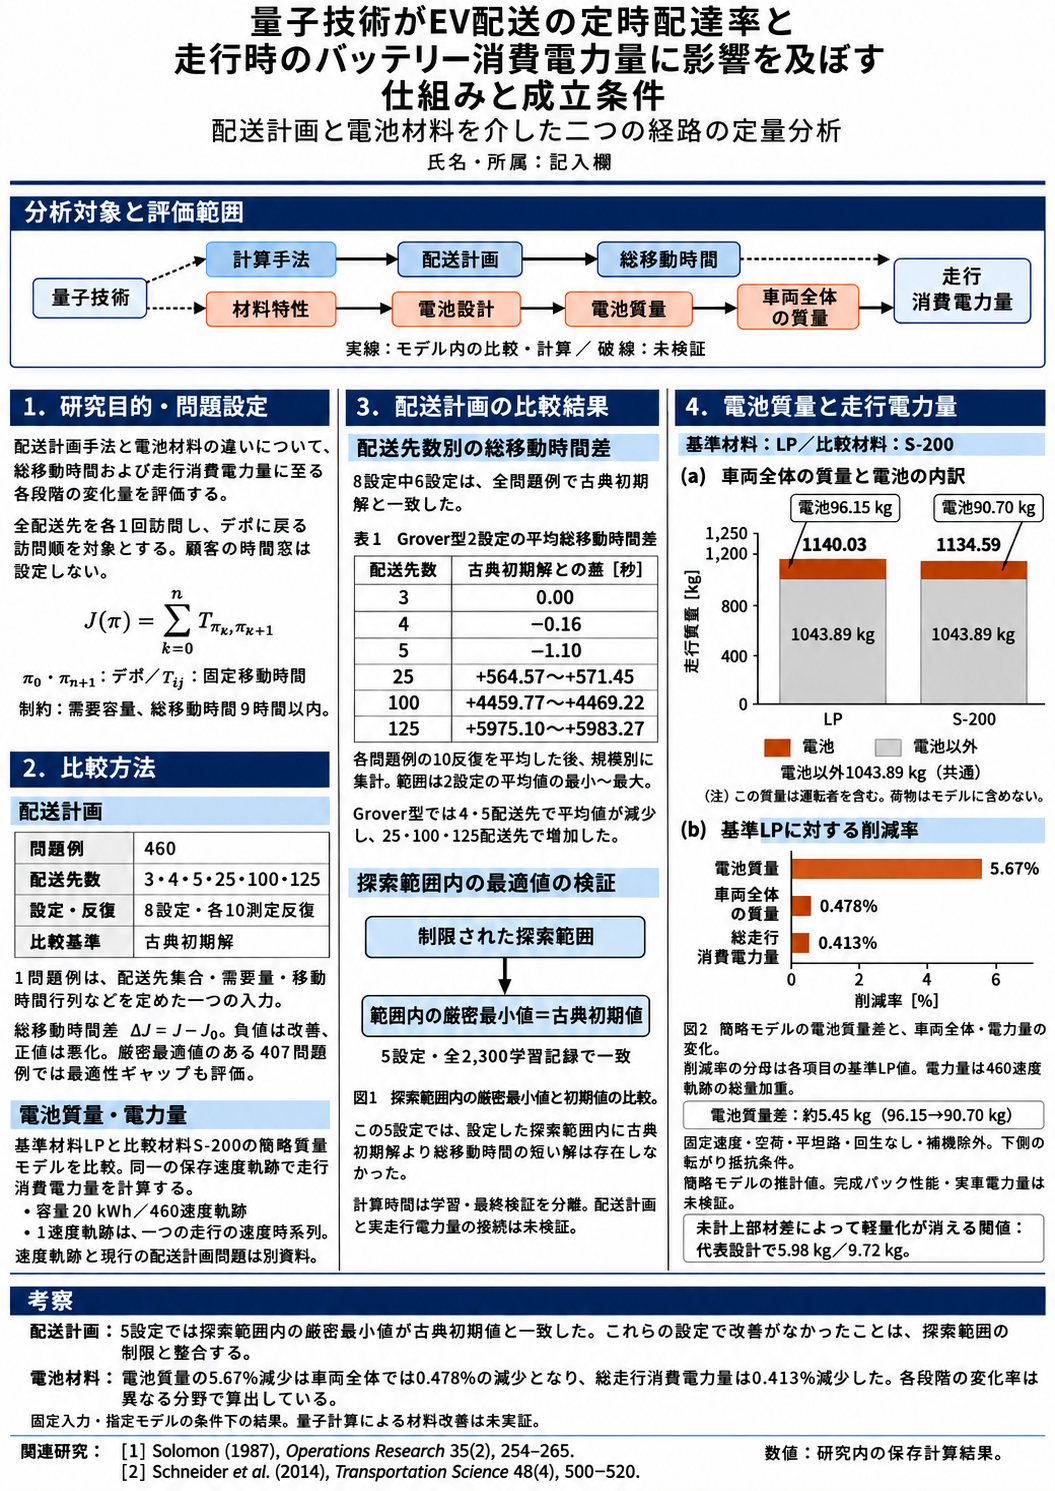 量子技術がEV配送の定時配達率と
走行時のバッテリー消費電力量に影響を及ぼす
仕組みと成立条件
配送計画と電池材料を介した二つの経路の定量分析
氏名・所属：記入欄
分析対象と評価範囲
量子技術
計算手法
配送計画
総移動時間
走行
消費電力量
材料特性
電池設計
電池質量
車両全体
の質量
実線：モデル内の比較・計算 ／ 破線：未検証
1. 研究目的・問題設定
配送計画手法と電池材料の違いについて、
総移動時間および走行消費電力量に至る
各段階の変化量を評価する。
全配送先を各1回訪問し、デポに戻る
訪問順を対象とする。顧客の時間窓は
設定しない。
J(π) = ∑ⁿₖ₌₀ T_{πₖ,πₖ₊₁}
π₀・πₙ₊₁：デポ／Tᵢⱼ：固定移動時間
制約：需要容量、総移動時間9時間以内。
2. 比較方法
配送計画
問題例 460
配送先数 3・4・5・25・100・125
設定・反復 8設定・各10測定反復
比較基準 古典初期解
1問題例は、配送先集合・需要量・移動
時間行列などを定めた一つの入力。
総移動時間差 ΔJ = J − J₀。負値は改善、
正値は悪化。厳密最適値のある407問題
例では最適性ギャップも評価。
電池質量・電力量
基準材料LPと比較材料S-200の簡略質量
モデルを比較。同一の保存速度軌跡で走行
消費電力量を計算する。
• 容量20 kWh／460速度軌跡
• 1速度軌跡は、一つの走行の速度時系列。
速度軌跡と現行の配送計画問題は別資料。
3. 配送計画の比較結果
配送先数別の総移動時間差
8設定中6設定は、全問題例で古典初期
解と一致した。
表1 Grover型2設定の平均総移動時間差
配送先数 古典初期解との［秒］
3 0.00
4 −0.16
5 −1.10
25 +564.57〜+571.45
100 +4459.77〜+4469.22
125 +5975.10〜+5983.27
各問題例の10反復を平均した後、規模別に
集計。範囲は2設定の平均値の最小〜最大。
Grover型では4・5配送先で平均値が減少
し、25・100・125配送先で増加した。
探索範囲内の最適値の検証
制限された探索範囲
範囲内の厳密最小値＝古典初期値
5設定・全2,300学習記録で一致
図1 探索範囲内の厳密最小値と初期値の比較。
この5設定では、設定した探索範囲内に古典
初期解より総移動時間の短い解は存在しな
かった。
計算時間は学習・最終検証を分離。配送計画
と実走行電力量の接続は未検証。
4. 電池質量と走行電力量
基準材料：LP／比較材料：S-200
(a) 車両全体の質量と電池の内訳
電池96.15 kg
電池90.70 kg
走行質量 [kg]
1,250
1,200
800
400
0
1140.03
1134.59
1043.89 kg
1043.89 kg
LP
S-200
電池
電池以外
電池以外1043.89 kg（共通）
（注）この質量は運転者を含む。荷物はモデルに含めない。
(b) 基準LPに対する削減率
電池質量
5.67%
車両全体
の質量
0.478%
総走行
消費電力量
0.413%
0 2 4 6
削減率［%］
図2 簡略モデルの電池質量差と、車両全体・電力量の
変化。
削減率の分母は各項目の基準LP値。電力量は460速度
軌跡の総量加重。
電池質量差：約5.45 kg（96.15→90.70 kg）
固定速度・空荷・平坦路・回生なし・補機除外。下側の
転がり抵抗条件。
簡略モデルの推計値。完成パック性能・実車電力量は
未検証。
未計上部材差によって軽量化が消える閾値：
代表設計で5.98 kg／9.72 kg。
考察
配送計画：5設定では探索範囲内の厳密最小値が古典初期値と一致した。これらの設定で改善がなかったことは、探索範囲の
制限と整合する。
電池材料：電池質量の5.67%減少は車両全体では0.478%の減少となり、総走行消費電力量は0.413%減少した。各段階の変化率は
異なる分野で算出している。
固定入力・指定モデルの条件下の結果。量子計算による材料改善は未実証。
関連研究： [1] Solomon (1987), Operations Research 35(2), 254–265.
[2] Schneider et al. (2014), Transportation Science 48(4), 500−520.
数値：研究内の保存計算結果。